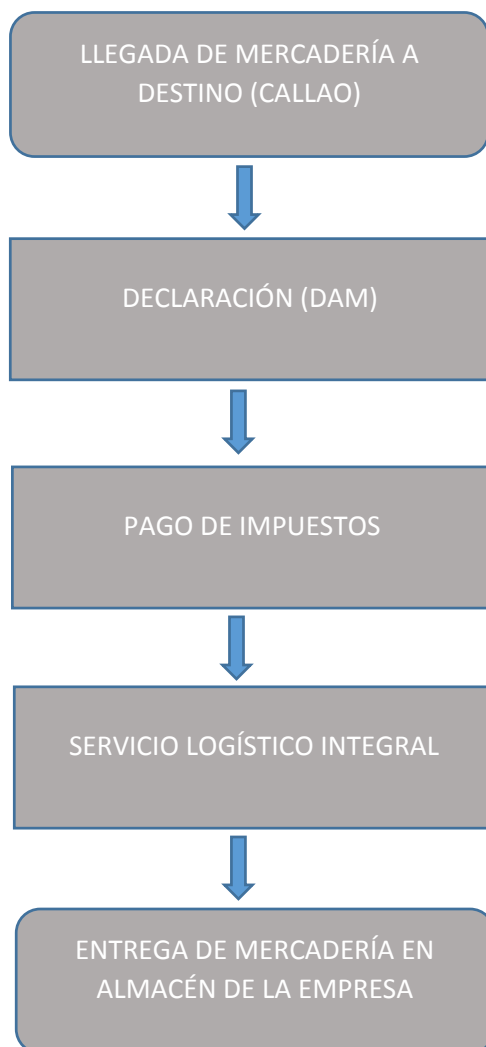 LLEGADA DE MERCADERÍA A
DESTINO (CALLAO)
DECLARACIÓN (DAM)
PAGO DE IMPUESTOS
SERVICIO LOGÍSTICO INTEGRAL
ENTREGA DE MERCADERÍA EN
ALMACÉN DE LA EMPRESA